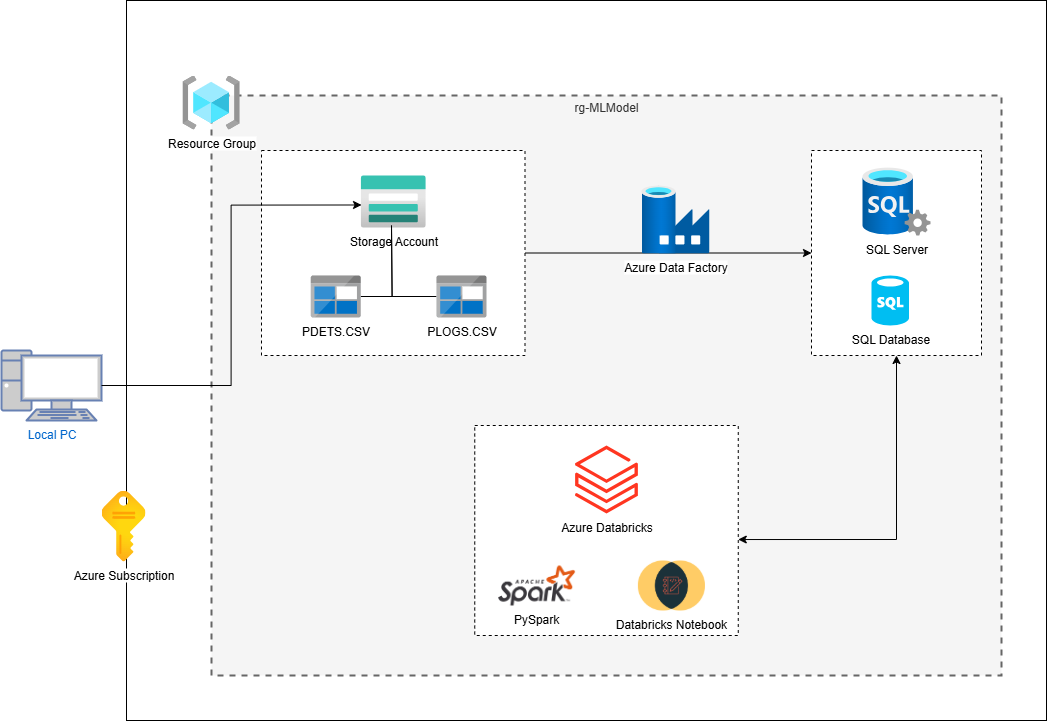 rg-MLModel
Resource Group
Storage Account
PDETS.CSV
PLOGS.CSV
Azure Data Factory
SQL
SQL Server
SQL
SQL Database
Local PC
Azure Subscription
Azure Databricks
APACHE
Spark
PySpark
Databricks Notebook